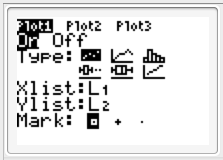 Plot1 Plot2 Plot3
On Off
Type:
Xlist:L₁
Ylist:L₂
Mark: ▫ + ·